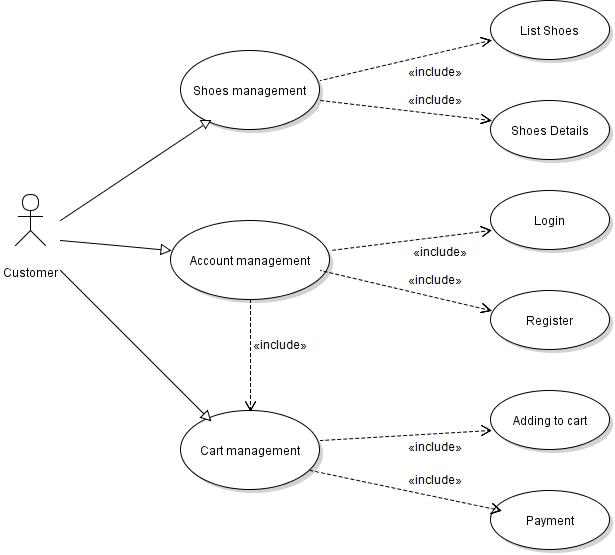 List Shoes
«include»
Shoes management
«include»
Shoes Details
Login
«include»
Customer
Account management
«include»
Register
«include»
Adding to cart
«include»
Cart management
«include»
Payment